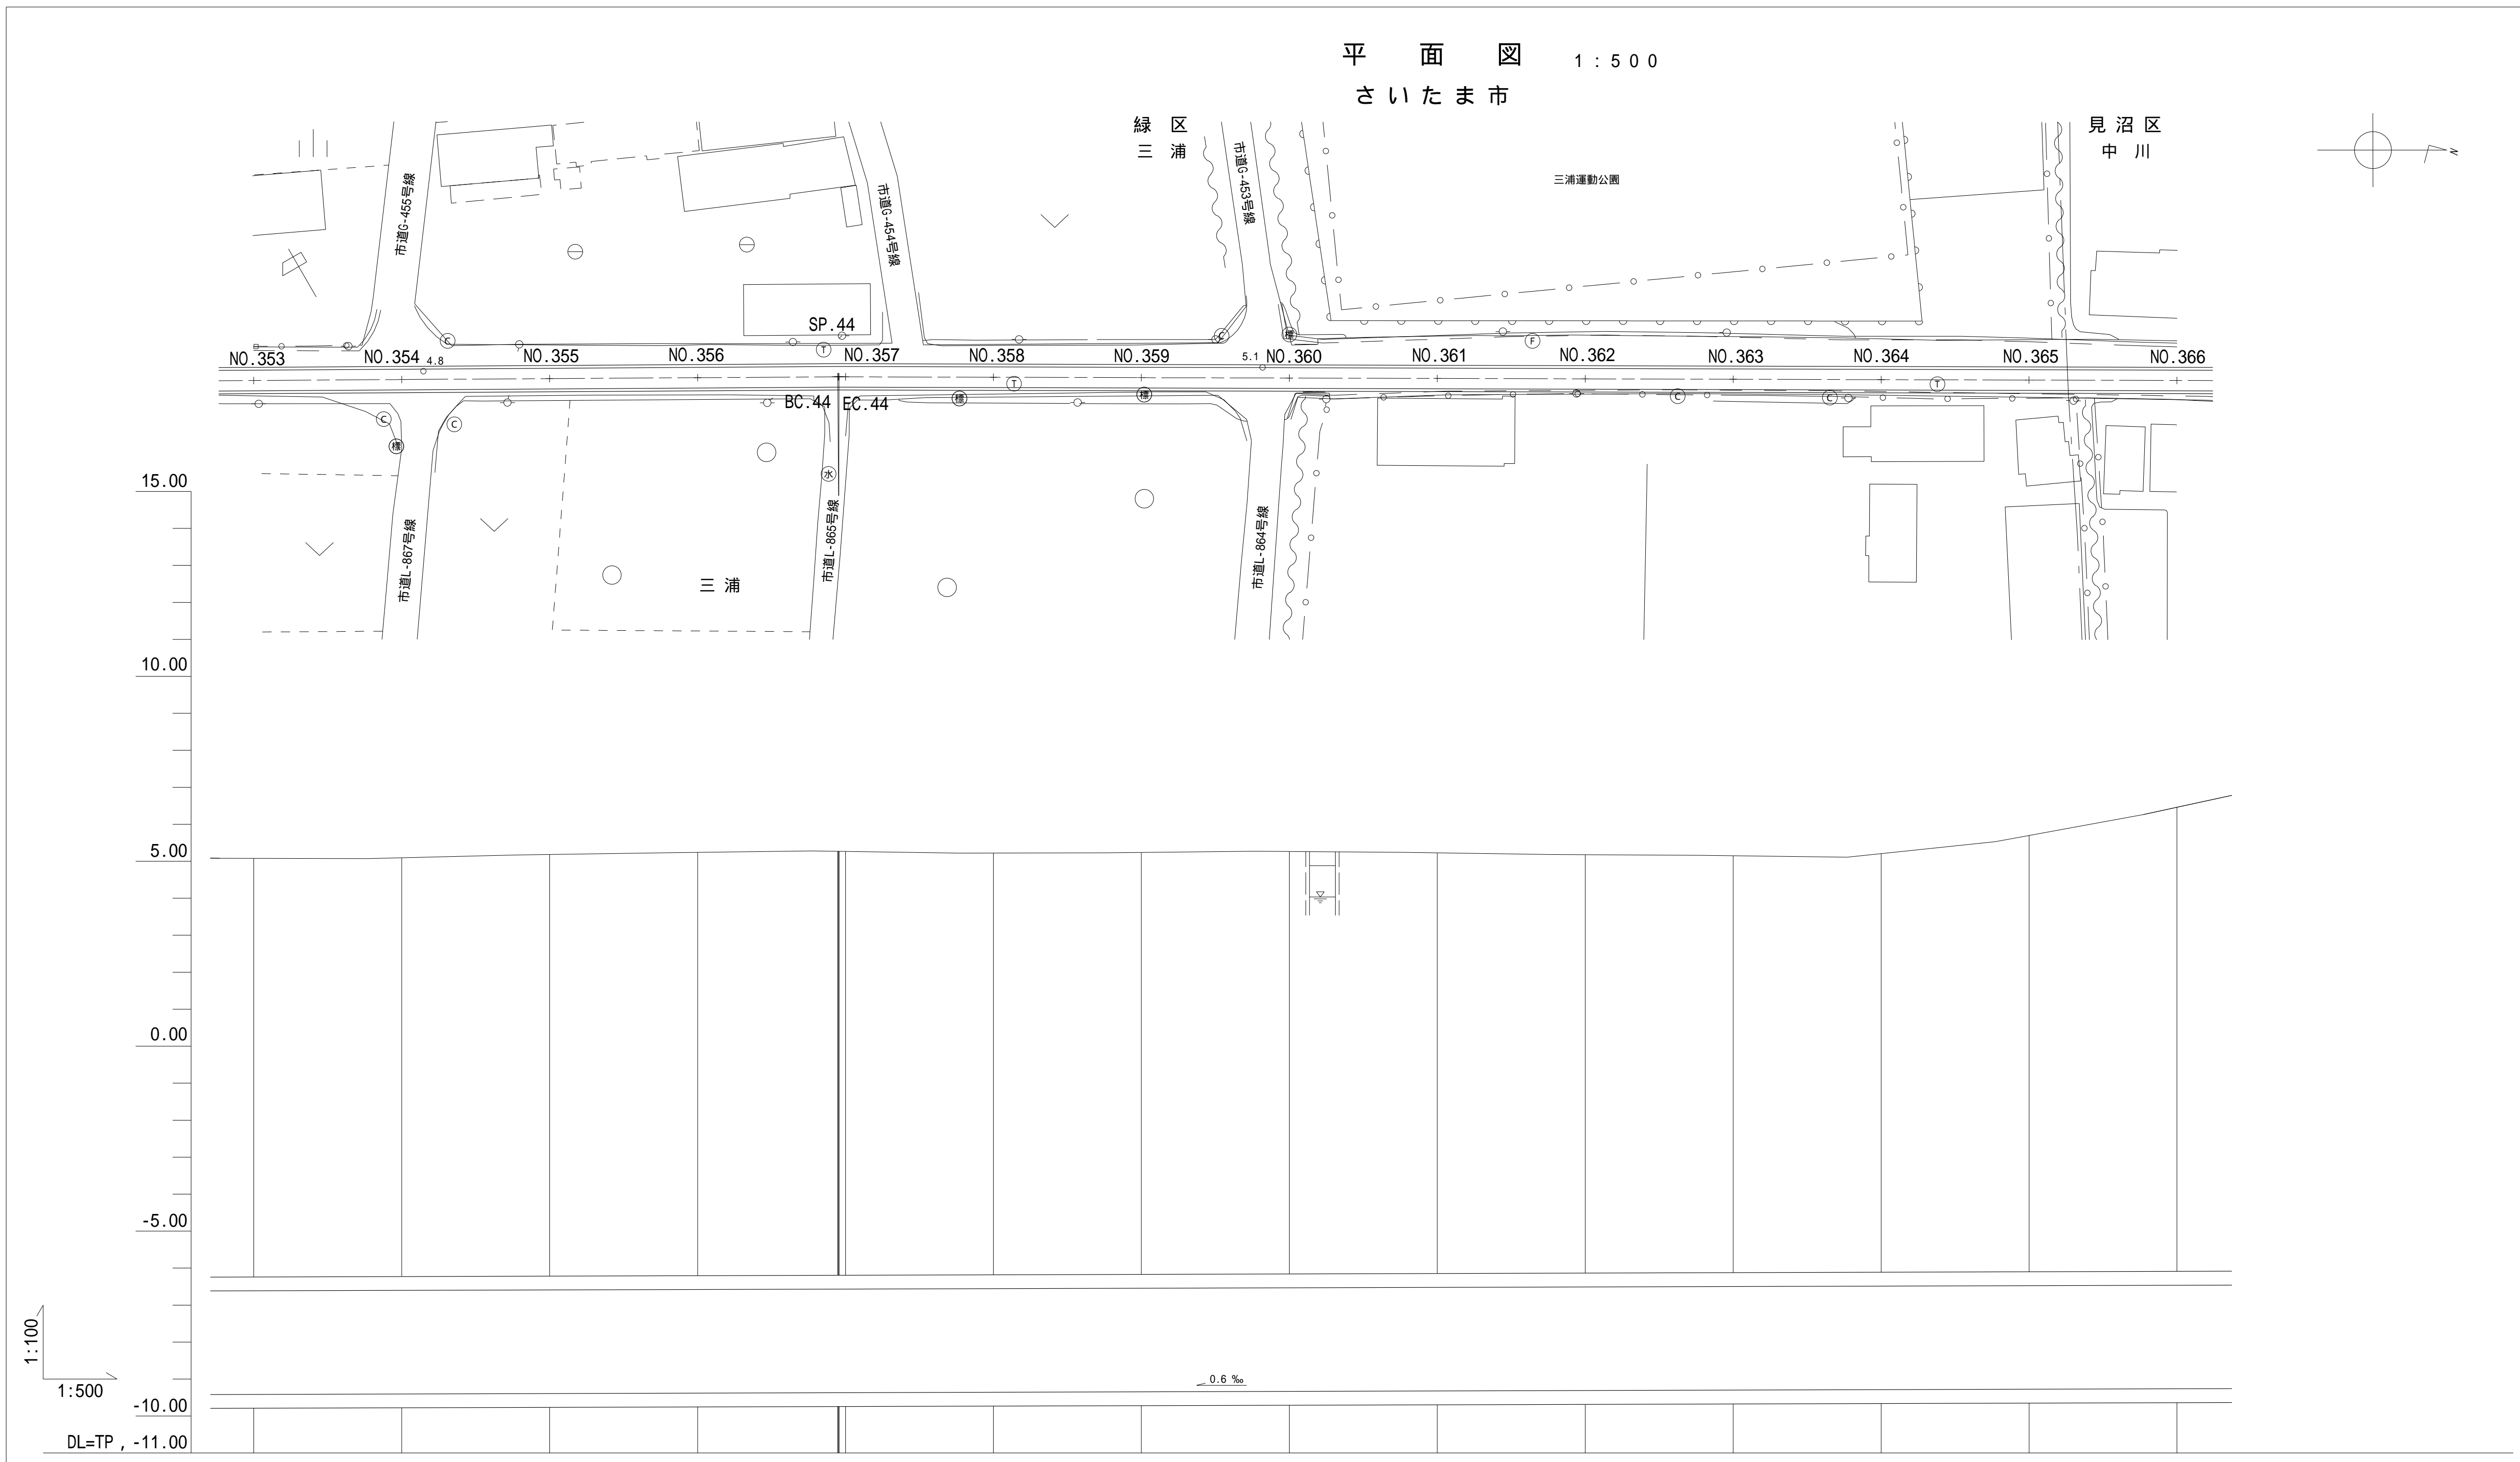 平 面 図 1:500
さいたま市
緑 区
三 浦
見沼区
中 川
N
三浦運動公園
市道G-455号線
市道G-454号線
市道G-453号線
SP.44
C
T
C
標
F
NO.353 NO.354 4.8 NO.355 NO.356 NO.357 NO.358 NO.359 5.1 NO.360 NO.361 NO.362 NO.363 NO.364 NO.365 NO.366
T
T
BC.44 EC.44
標
標
C
C
C
C
標
水
市道L-867号線
市道L-865号線
市道L-864号線
三 浦
15.00
10.00
5.00
0.00
-5.00
1:100
1:500
0.6 ‰
-10.00
DL=TP , -11.00